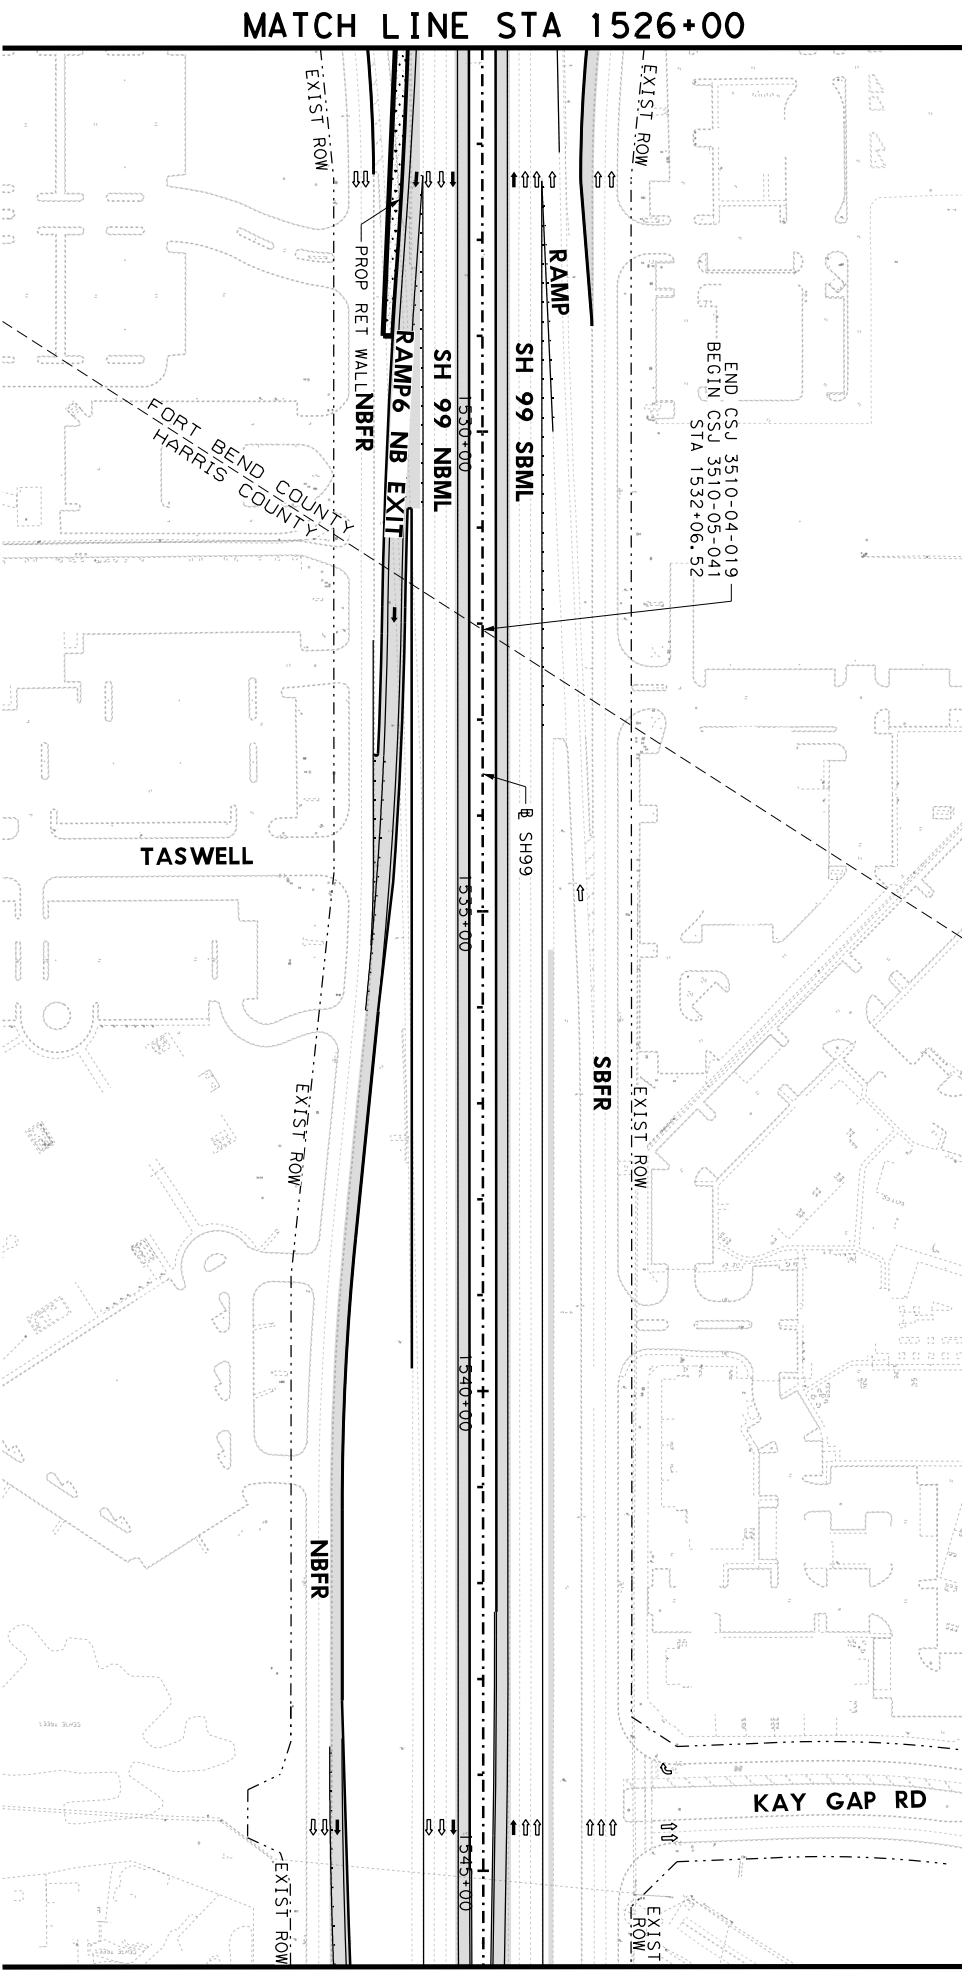 MATCH LINE STA 1526+00
EXIST ROW
EXIST ROW
PROP RET WALL
NBFR
RAMP6 NB EXIT
SH 99 NBML
1530+00
SH 99 SBML
RAMP
END CSJ 3510-04-019
BEGIN CSJ 3510-05-041
STA 1532+06.52
FORT BEND COUNTY
HARRIS COUNTY
TASWELL
SH99
1535+00
SBFR
EXIST ROW
EXIST ROW
1540+00
NBFR
KAY GAP RD
1545+00
EXIST ROW
EXIST
ROW